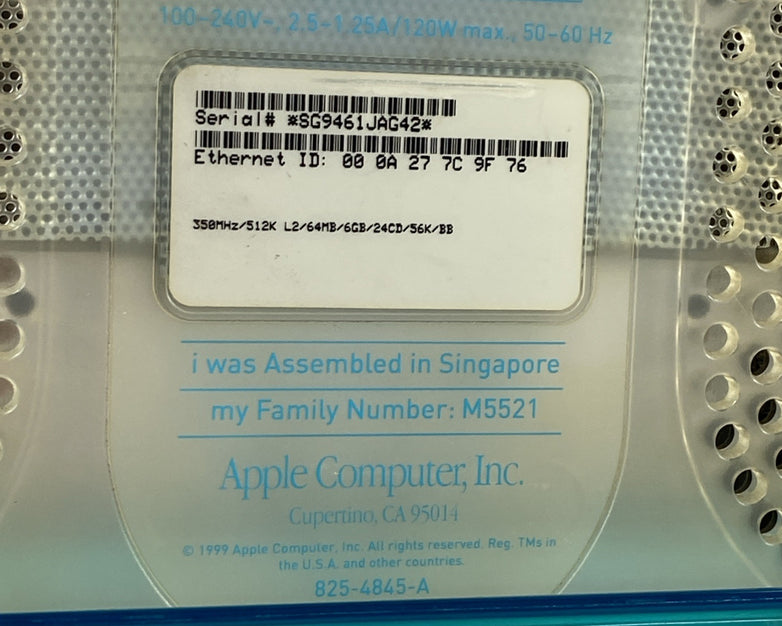 100-240V~, 2.5-1.25A/120W max., 50-60 Hz
Serial# *SG9461JAG42*
Ethernet ID: 00 0A 27 7C 9F 76
350MHz/512K L2/64MB/6GB/24CD/56K/BB
i was Assembled in Singapore
my Family Number: M5521
Apple Computer, Inc.
Cupertino, CA 95014
© 1999 Apple Computer, Inc. All rights reserved. Reg. TMs in
the U.S.A. and other countries.
825-4845-A